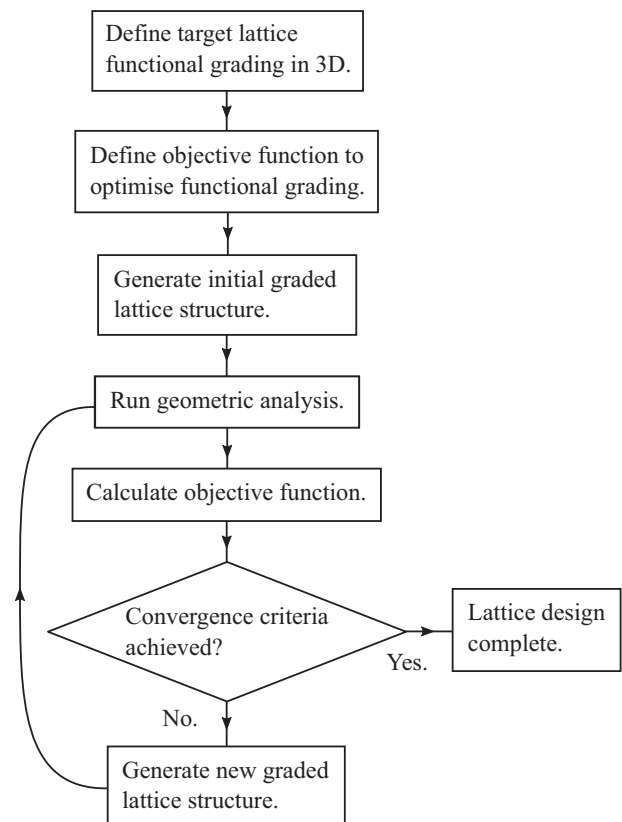 Define target lattice
functional grading in 3D.
Define objective function to
optimise functional grading.
Generate initial graded
lattice structure.
Run geometric analysis.
Calculate objective function.
Convergence criteria
achieved?
Yes.
Lattice design
complete.
No.
Generate new graded
lattice structure.